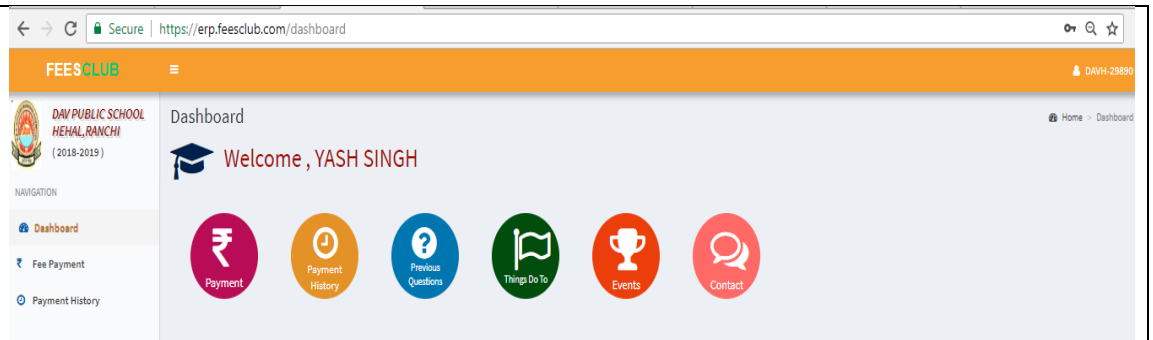 Secure | https://erp.feesclub.com/dashboard
FEESCLUB
DAVH-29890
DAV PUBLIC SCHOOL
HEHAL,RANCHI
( 2018-2019 )
NAVIGATION
Dashboard
Fee Payment
Payment History
Dashboard
Home > Dashboard
Welcome , YASH SINGH
₹
Payment
Payment
History
?
Previous
Questions
Things Do To
Events
Contact